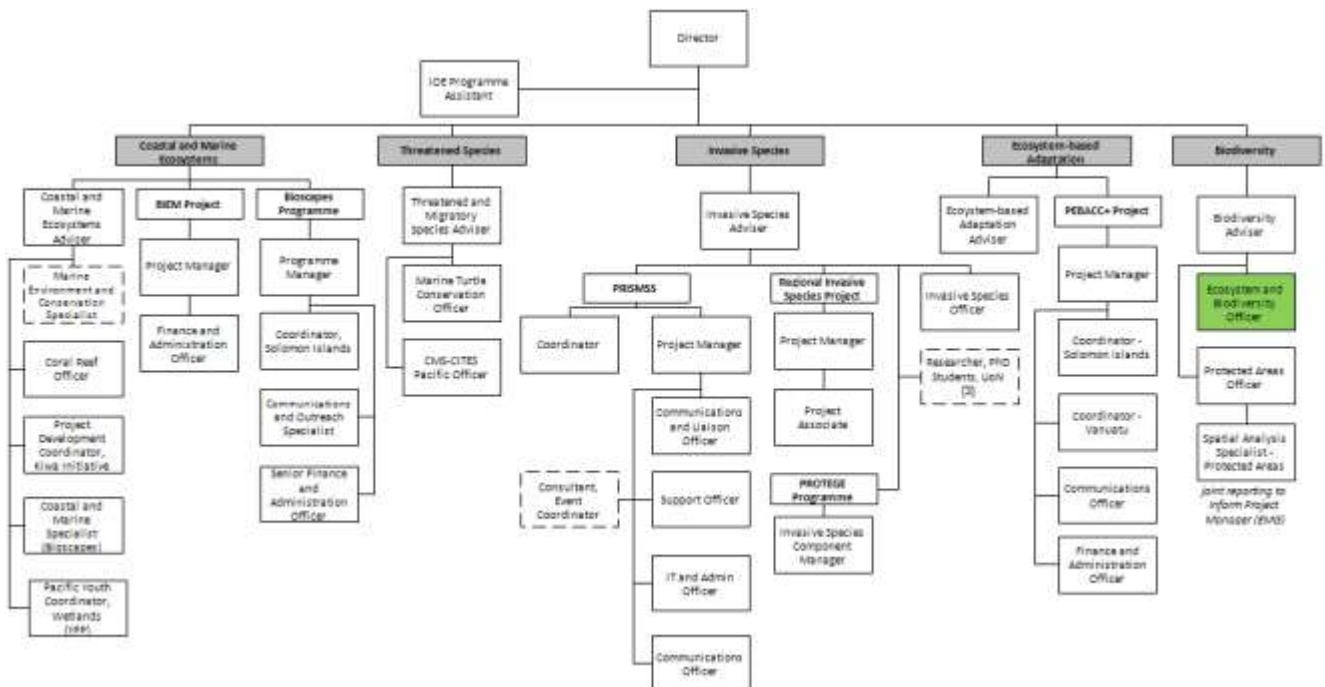 Director
IOE Programme
Assistant
Coastal and Marine
Ecosystems
Threatened Species
Invasive Species
Ecosystem-based
Adaptation
Biodiversity
Coastal and
Marine
Ecosystems
Adviser
BIEM Project
Bioscapes
Programme
Threatened and
Migratory
Species Adviser
Invasive Species
Adviser
Ecosystem-based
Adaptation
Adviser
PEBACC+ Project
Biodiversity
Adviser
Marine
Environment and
Conservation
Specialist
Project Manager
Programme
Manager
Marine Turtle
Conservation
Officer
PRISMSS
Regional Invasive
Species Project
Invasive Species
Officer
Project Manager
Ecosystem and
Biodiversity
Officer
Coral Reef
Officer
Finance and
Administration
Officer
Coordinator,
Solomon Islands
CMS-CITES
Pacific Officer
Coordinator
Project Manager
Project Manager
Researcher, PhD
Students, UoN
Coordinator -
Solomon Islands
Protected Areas
Officer
Project
Development
Coordinator,
Kiwa Initiative
Communications
and Outreach
Specialist
Communications
and Liaison
Officer
Project
Associate
Coordinator -
Vanuatu
Spatial Analysis
Specialist -
Protected Areas
joint reporting to
Inform Project
Manager (EMG)
Coastal and
Marine
Specialist
(Bioscapes)
Senior Finance
and
Administration
Officer
Consultant,
Event
Coordinator
Support Officer
PROTEGE
Programme
Invasive Species
Component
Manager
Communications
Officer
Pacific Youth
Coordinator,
Wetlands
IT and Admin
Officer
Finance and
Administration
Officer
Communications
Officer